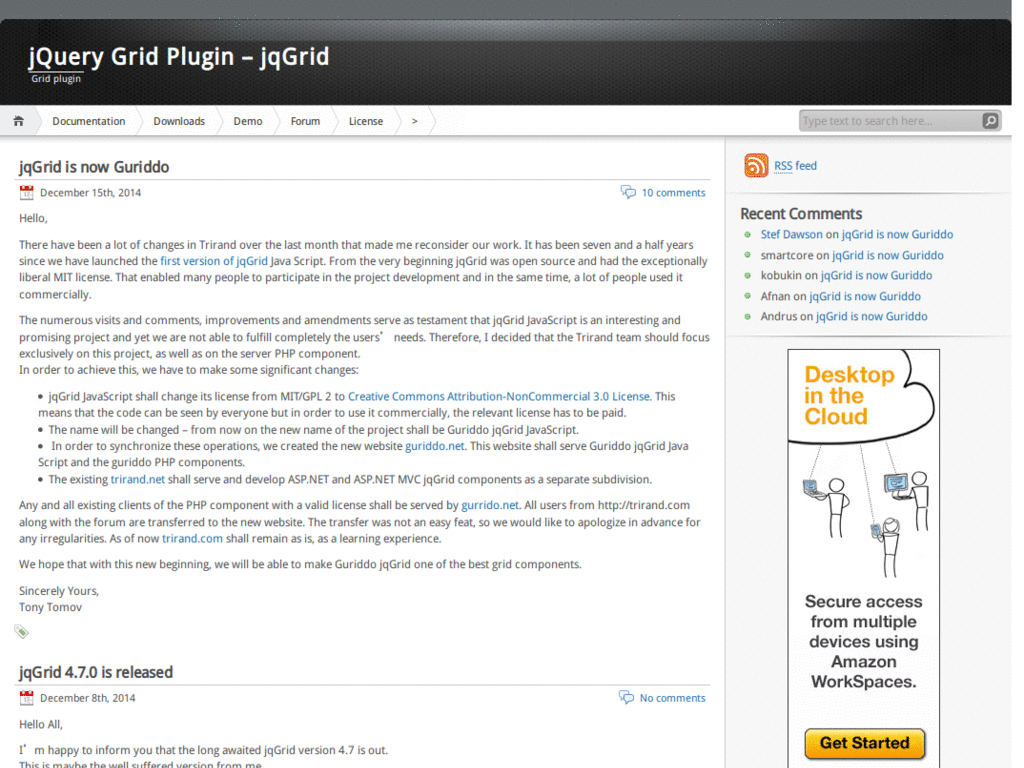 jQuery Grid Plugin – jqGrid
Grid plugin
Documentation Downloads Demo Forum License >
Type text to search here...
jqGrid is now Guriddo
December 15th, 2014
10 comments
Hello,
There have been a lot of changes in Trirand over the last month that made me reconsider our work. It has been seven and a half years
since we have launched the first version of jqGrid Java Script. From the very beginning jqGrid was open source and had the exceptionally
liberal MIT license. That enabled many people to participate in the project development and in the same time, a lot of people used it
commercially.
The numerous visits and comments, improvements and amendments serve as testament that jqGrid JavaScript is an interesting and
promising project and yet we are not able to fulfill completely the users’ needs. Therefore, I decided that the Trirand team should focus
exclusively on this project, as well as on the server PHP component.
In order to achieve this, we have to make some significant changes:
• jqGrid JavaScript shall change its license from MIT/GPL 2 to Creative Commons Attribution-NonCommercial 3.0 License. This
means that the code can be seen by everyone but in order to use it commercially, the relevant license has to be paid.
• The name will be changed – from now on the new name of the project shall be Guriddo jqGrid JavaScript.
• In order to synchronize these operations, we created the new website guriddo.net. This website shall serve Guriddo jqGrid Java
Script and the guriddo PHP components.
• The existing trirand.net shall serve and develop ASP.NET and ASP.NET MVC jqGrid components as a separate subdivision.
Any and all existing clients of the PHP component with a valid license shall be served by gurrido.net. All users from http://trirand.com
along with the forum are transferred to the new website. The transfer was not an easy feat, so we would like to apologize in advance for
any irregularities. As of now trirand.com shall remain as is, as a learning experience.
We hope that with this new beginning, we will be able to make Guriddo jqGrid one of the best grid components.
Sincerely Yours,
Tony Tomov
jqGrid 4.7.0 is released
December 8th, 2014
No comments
Hello All,
I’m happy to inform you that the long awaited jqGrid version 4.7 is out.
This is maybe the well suffered version from me
RSS feed
Recent Comments
Stef Dawson on jqGrid is now Guriddo
smartcore on jqGrid is now Guriddo
kobukin on jqGrid is now Guriddo
Afnan on jqGrid is now Guriddo
Andrus on jqGrid is now Guriddo
Desktop
in the
Cloud
Secure access
from multiple
devices using
Amazon
WorkSpaces.
Get Started